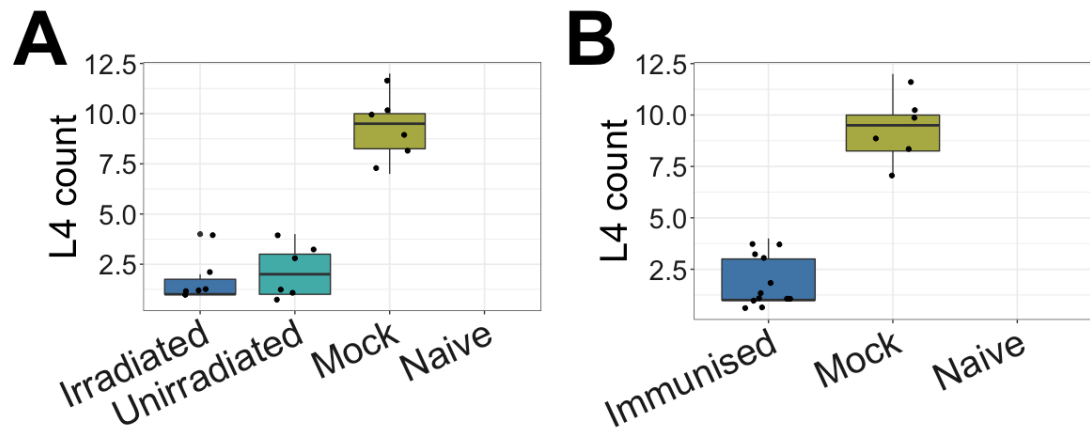 A
L4 count
12.5
10.0
7.5
5.0
2.5
Irradiated
Unirradiated
Mock
Naive
B
L4 count
12.5
10.0
7.5
5.0
2.5
Immunised
Mock
Naive